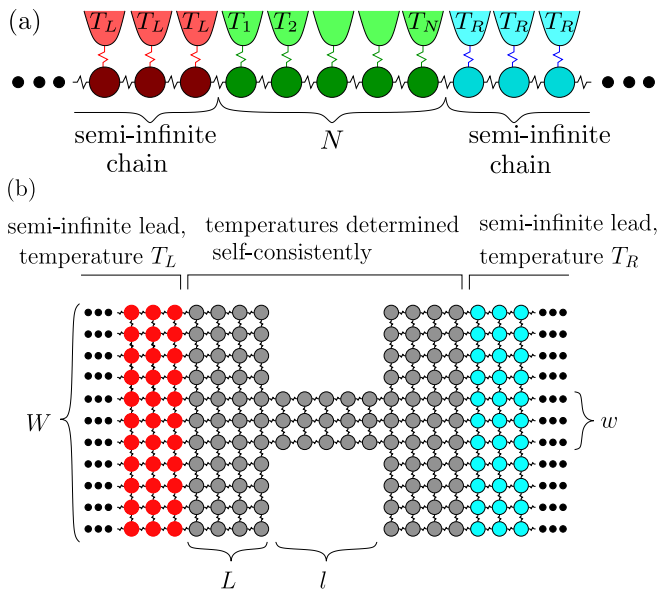 (a)
T_L T_L T_L T_1 T_2 T_N T_R T_R T_R
semi-infinite chain
N
semi-infinite chain
(b)
semi-infinite lead,
temperature T_L
temperatures determined
self-consistently
semi-infinite lead,
temperature T_R
W
w
L
l